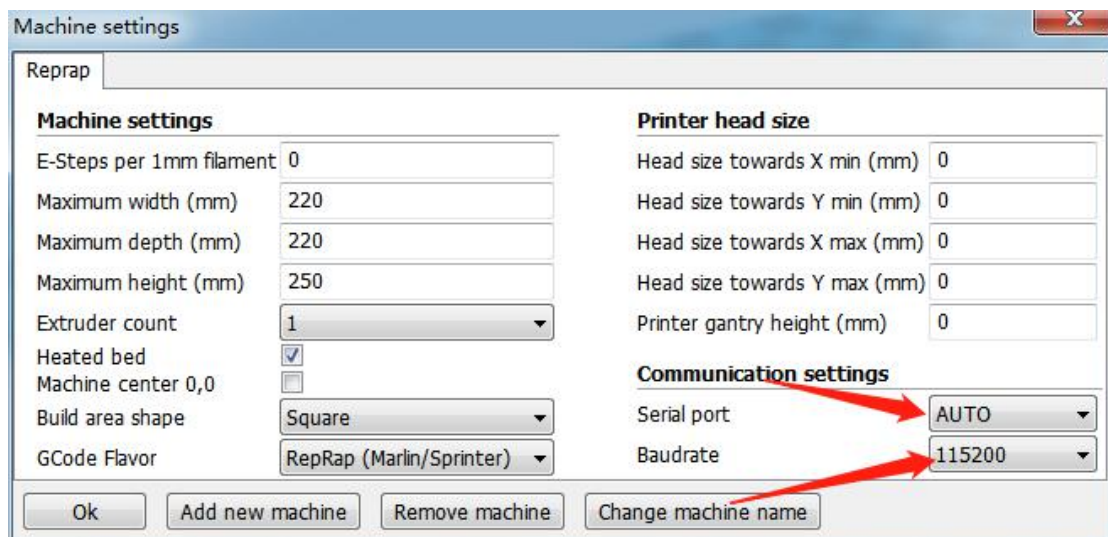 Machine settings
X
Reprap
Machine settings
E-Steps per 1mm filament 0
Maximum width (mm) 220
Maximum depth (mm) 220
Maximum height (mm) 250
Extruder count 1
Heated bed
Machine center 0,0
Build area shape Square
GCode Flavor RepRap (Marlin/Sprinter)
Printer head size
Head size towards X min (mm) 0
Head size towards Y min (mm) 0
Head size towards X max (mm) 0
Head size towards Y max (mm) 0
Printer gantry height (mm) 0
Communication settings
Serial port AUTO
Baudrate 115200
Ok Add new machine Remove machine Change machine name